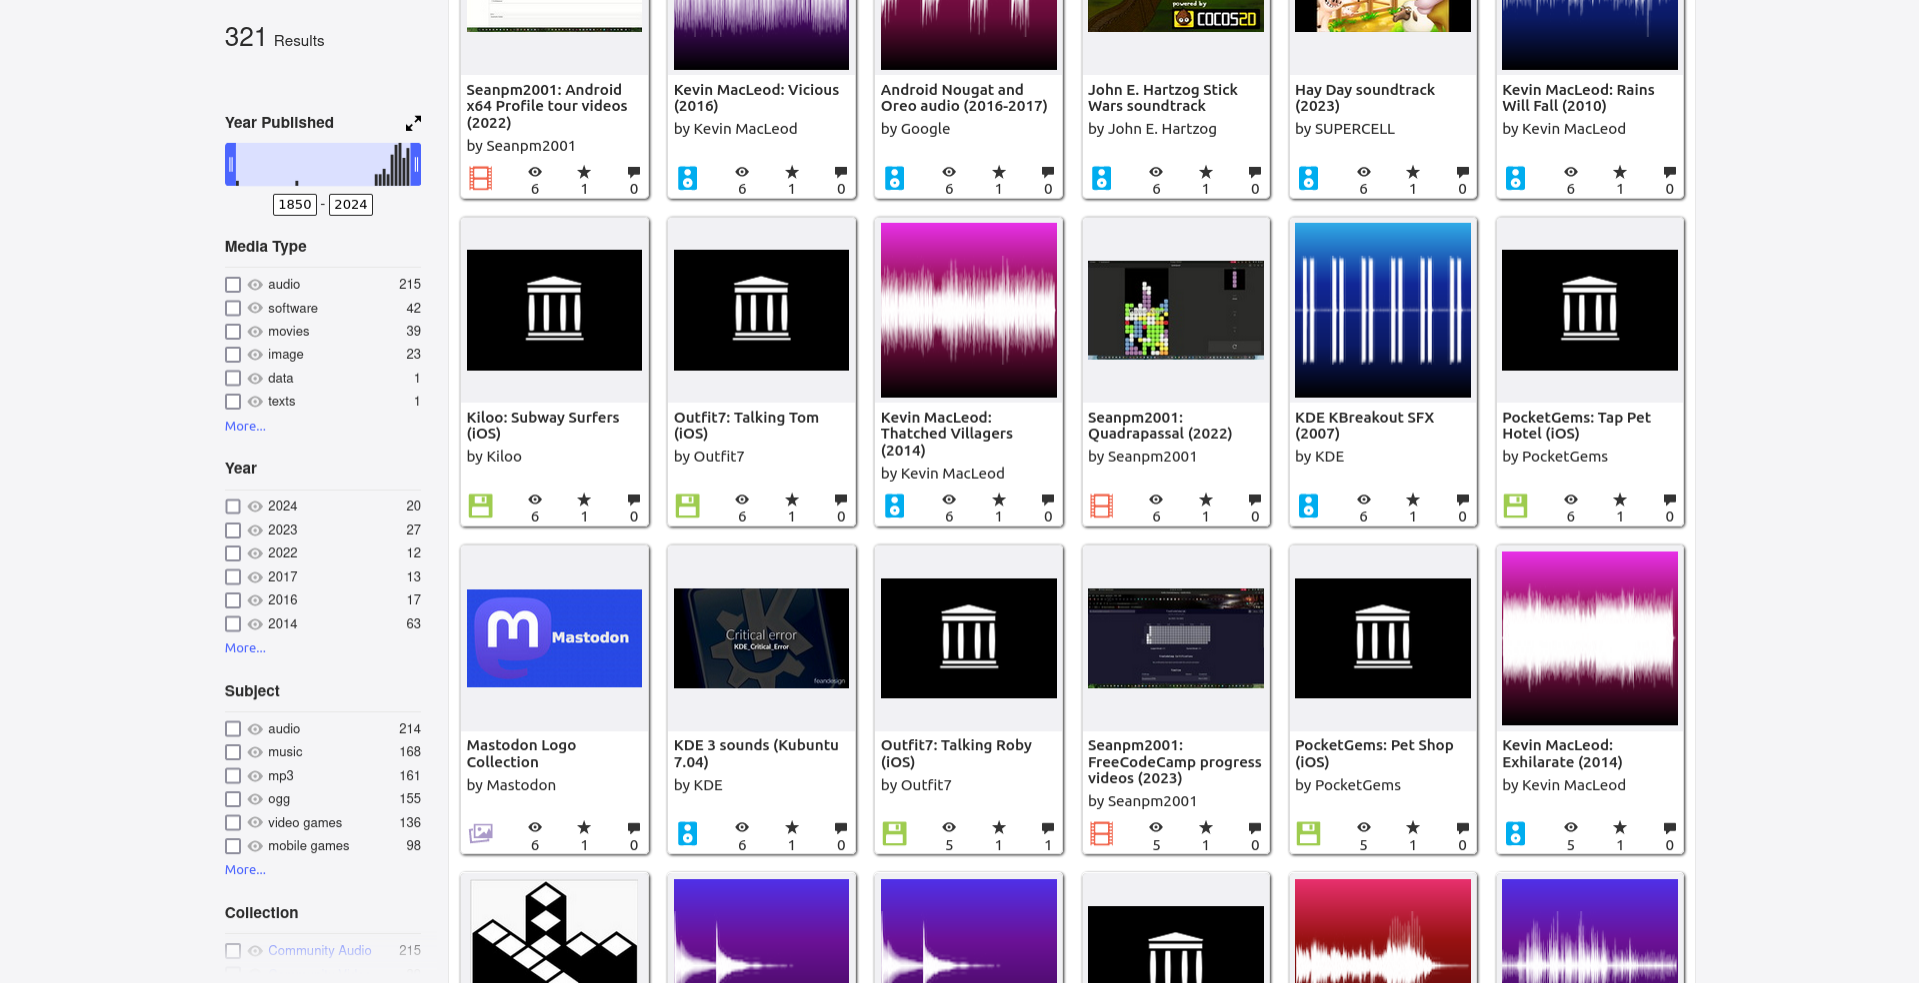 321 Results
Year Published
1850 - 2024
Media Type
audio 215
software 42
movies 39
image 23
data 1
texts 1
More...
Year
2024 20
2023 27
2022 12
2017 13
2016 17
2014 63
More...
Subject
audio 214
music 168
mp3 161
ogg 155
video games 136
mobile games 98
More...
Collection
Community Audio 215
powered by
COCOS2D
Seanpm2001: Android
x64 Profile tour videos
(2022)
by Seanpm2001
6 1 0
Kevin MacLeod: Vicious
(2016)
by Kevin MacLeod
6 1 0
Android Nougat and
Oreo audio (2016-2017)
by Google
6 1 0
John E. Hartzog Stick
Wars soundtrack
by John E. Hartzog
6 1 0
Hay Day soundtrack
(2023)
by SUPERCELL
6 1 0
Kevin MacLeod: Rains
Will Fall (2010)
by Kevin MacLeod
6 1 0
Kiloo: Subway Surfers
(iOS)
by Kiloo
6 1 0
Outfit7: Talking Tom
(iOS)
by Outfit7
6 1 0
Kevin MacLeod:
Thatched Villagers
(2014)
by Kevin MacLeod
6 1 0
Seanpm2001:
Quadrapassal (2022)
by Seanpm2001
6 1 0
KDE KBreakout SFX
(2007)
by KDE
6 1 0
PocketGems: Tap Pet
Hotel (iOS)
by PocketGems
6 1 0
Mastodon
Mastodon Logo
Collection
by Mastodon
6 1 0
Critical error
KDE_Critical_Error
feandesign
KDE 3 sounds (Kubuntu
7.04)
by KDE
6 1 0
Outfit7: Talking Roby
(iOS)
by Outfit7
5 1 1
Seanpm2001:
FreeCodeCamp progress
videos (2023)
by Seanpm2001
5 1 0
PocketGems: Pet Shop
(iOS)
by PocketGems
5 1 0
Kevin MacLeod:
Exhilarate (2014)
by Kevin MacLeod
5 1 0